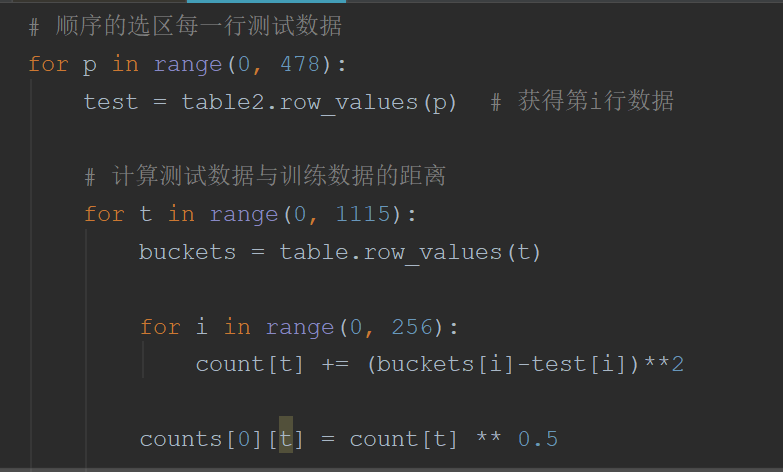 # 顺序的选区每一行测试数据
for p in range(0, 478):
    test = table2.row_values(p)  # 获得第i行数据
    # 计算测试数据与训练数据的距离
    for t in range(0, 1115):
        buckets = table.row_values(t)
        for i in range(0, 256):
            count[t] += (buckets[i]-test[i])**2
        counts[0][t] = count[t] ** 0.5